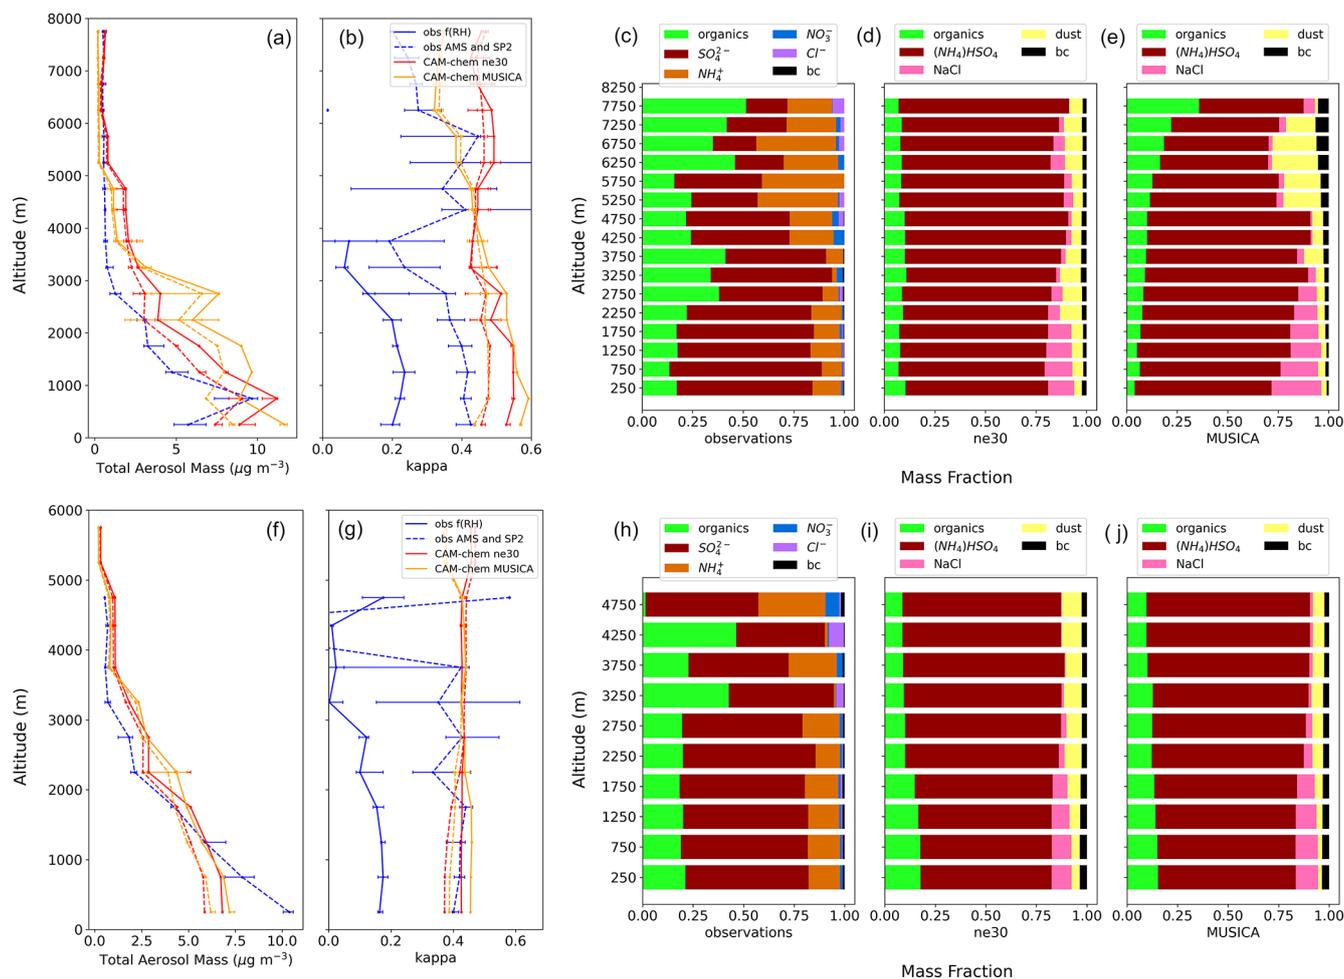 (a)
8000
7000
6000
5000
4000
3000
2000
1000
0
Altitude (m)
0 5 10
Total Aerosol Mass (μg m⁻³)
(b)
obs f(RH)
obs AMS and SP2
CAM-chem ne30
CAM-chem MUSICA
0.0 0.2 0.4 0.6
kappa
(c)
organics
SO₄²⁻
NH₄⁺
NO₃⁻
Cl⁻
bc
Altitude (m)
8250
7750
7250
6750
6250
5750
5250
4750
4250
3750
3250
2750
2250
1750
1250
750
250
0.00 0.25 0.50 0.75 1.00
observations
(d)
organics
(NH₄)HSO₄
NaCl
dust
bc
0.00 0.25 0.50 0.75 1.00
ne30
(e)
organics
(NH₄)HSO₄
NaCl
dust
bc
0.00 0.25 0.50 0.75 1.00
MUSICA
Mass Fraction
(f)
6000
5000
4000
3000
2000
1000
0
Altitude (m)
0.0 2.5 5.0 7.5 10.0
Total Aerosol Mass (μg m⁻³)
(g)
obs f(RH)
obs AMS and SP2
CAM-chem ne30
CAM-chem MUSICA
0.0 0.2 0.4 0.6
kappa
(h)
organics
SO₄²⁻
NH₄⁺
NO₃⁻
Cl⁻
bc
Altitude (m)
4750
4250
3750
3250
2750
2250
1750
1250
750
250
0.00 0.25 0.50 0.75 1.00
observations
(i)
organics
(NH₄)HSO₄
NaCl
dust
bc
0.00 0.25 0.50 0.75 1.00
ne30
( j)
organics
(NH₄)HSO₄
NaCl
dust
bc
0.00 0.25 0.50 0.75 1.00
MUSICA
Mass Fraction